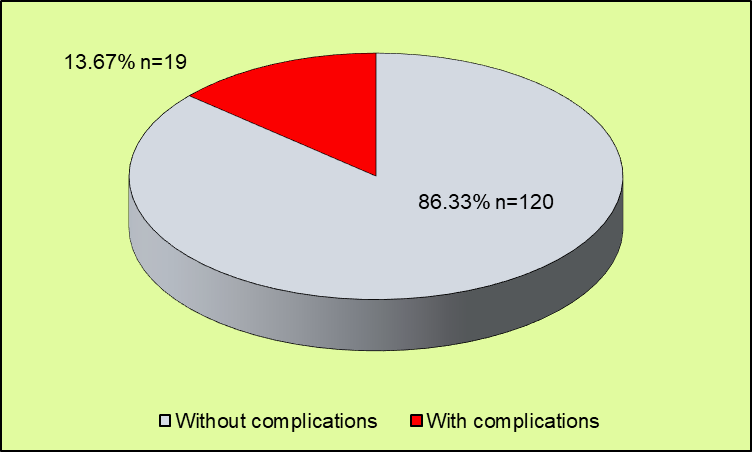 13.67% n=19
86.33% n=120
Without complications
With complications